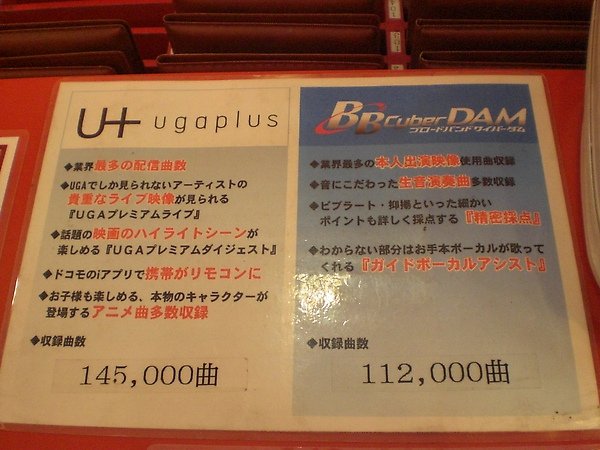 U+ ugaplus
◆業界最多の配信曲数
◆UGAでしか見られないアーティストの
貴重なライブ映像が見られる
『UGAプレミアムライブ』
◆話題の映画のハイライトシーンが
楽しめる『UGAプレミアムダイジェスト』
◆ドコモのiアプリで携帯がリモコンに
◆お子様も楽しめる、本物のキャラクターが
登場するアニメ曲多数収録
◆収録曲数
145,000曲
BB Cyber DAM
ブロードバンドサイバーダム
◆業界最多の本人出演映像使用曲収録
◆音にこだわった生音演奏曲多数収録
◆ビブラート・抑揚といった細かい
ポイントも詳しく採点する『精密採点』
◆わからない部分はお手本ボーカルが歌って
くれる『ガイドボーカルアシスト』
◆収録曲数
112,000曲